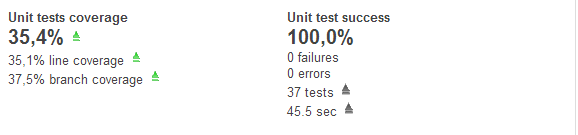 Unit tests coverage
35,4%
35,1% line coverage
37,5% branch coverage
Unit test success
100,0%
0 failures
0 errors
37 tests
45.5 sec